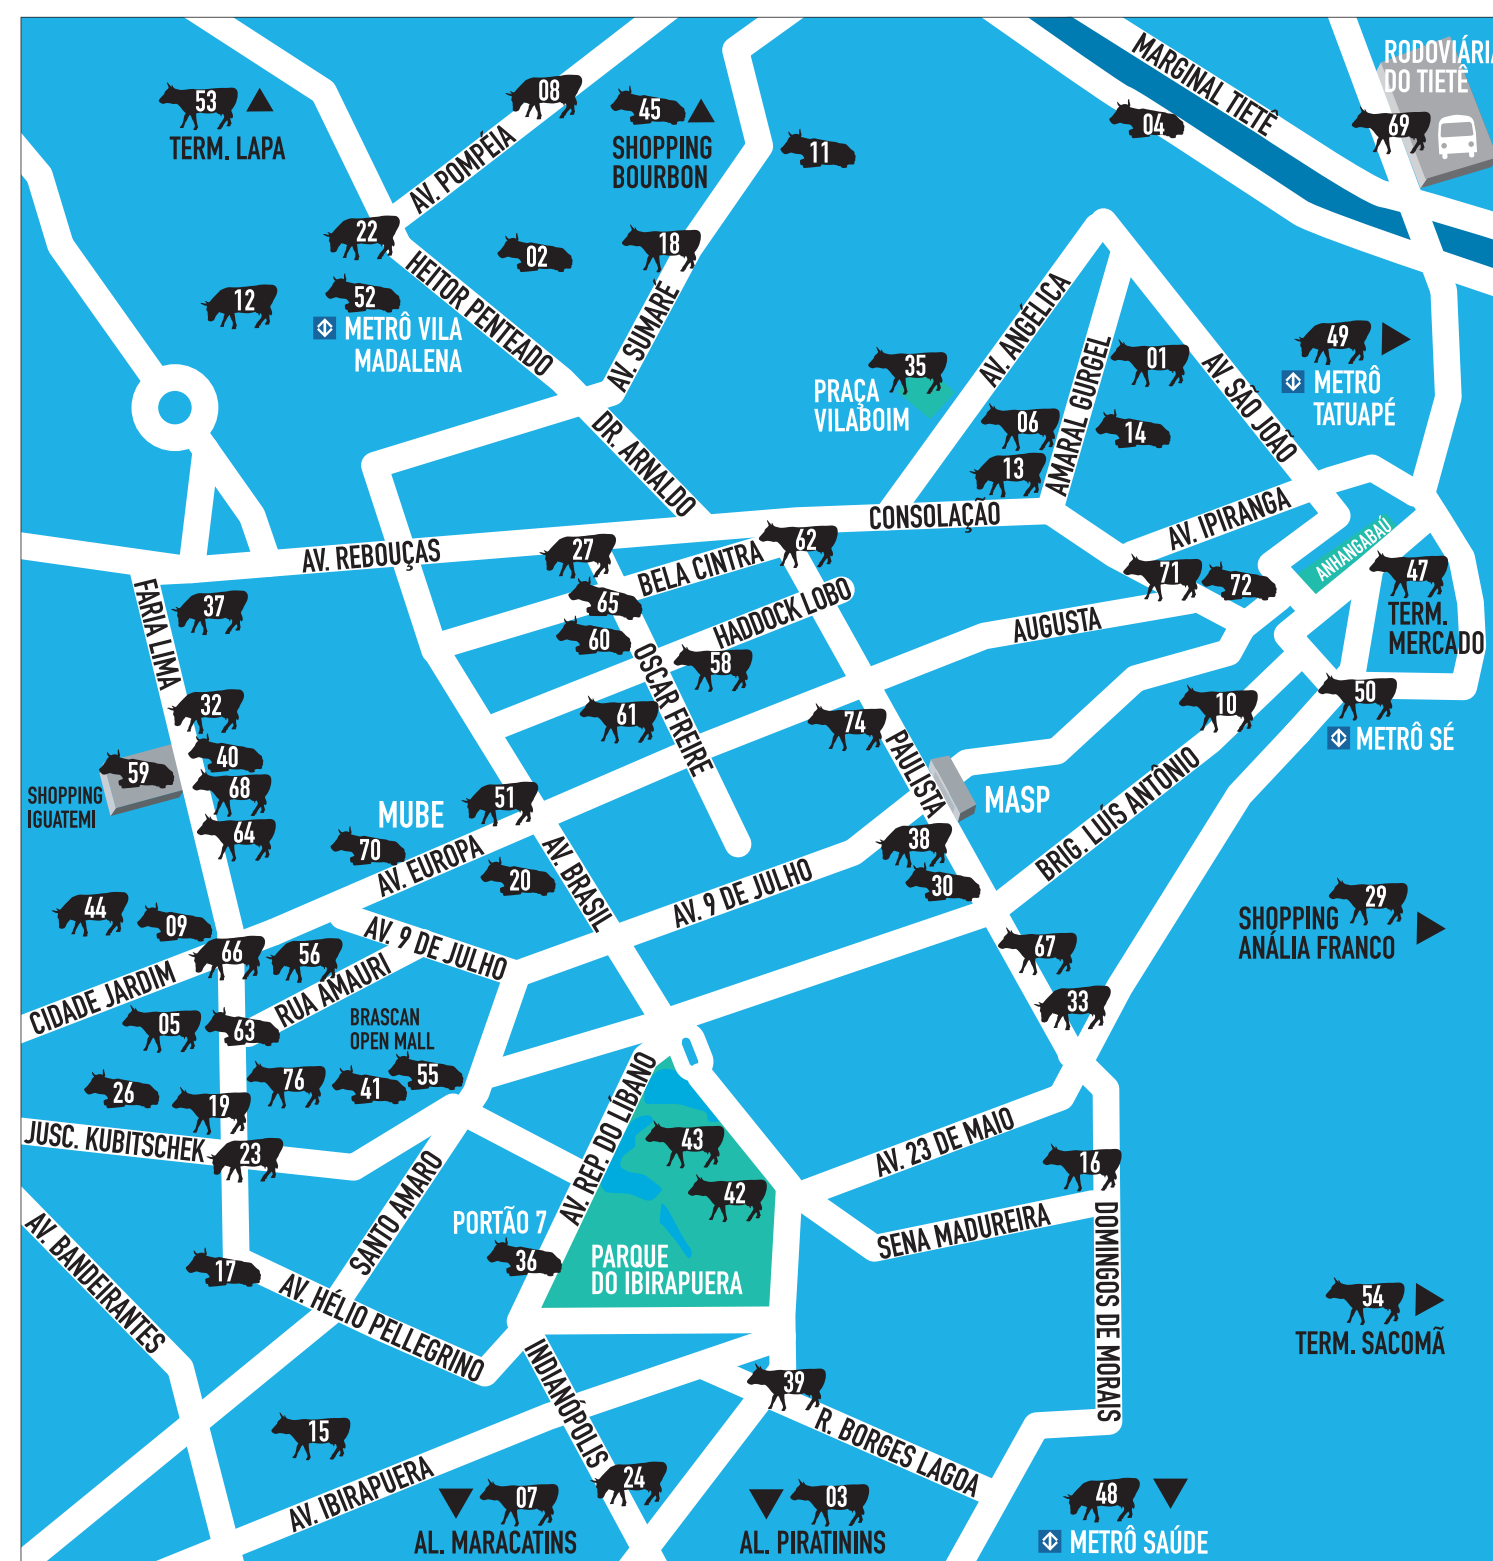 MARGINAL TIETÊ
RODOVIÁRI
DO TIETÊ
53
TERM. LAPA
08
AV. POMPÉIA
45
SHOPPING
BOURBON
11
04
69
22
HEITOR PENTEADO
02
18
AV. SUMARÉ
12
52
METRÔ VILA
MADALENA
AV. ANGÉLICA
AMARAL GURGEL
01
AV. SÃO JOÃO
49
METRÔ
TATUAPÉ
35
PRAÇA
VILABOIM
06
14
13
DR. ARNALDO
CONSOLAÇÃO
AV. IPIRANGA
ANHANGABAÚ
AV. REBOUÇAS
27
BELA CINTRA
62
71
72
47
TERM.
MERCADO
FARIA LIMA
37
65
60
HADDOCK LOBO
AUGUSTA
OSCAR FREIRE
58
61
32
40
59
68
64
SHOPPING
IGUATEMI
74
PAULISTA
10
50
METRÔ SÉ
MASP
BRIG. LUÍS ANTÔNIO
MUBE
51
70
AV. EUROPA
20
AV. BRASIL
AV. 9 DE JULHO
38
30
44
09
66
56
AV. 9 DE JULHO
RUA AMAURI
CIDADE JARDIM
67
33
29
SHOPPING
ANÁLIA FRANCO
05
63
BRASCAN
OPEN MALL
26
19
76
41
55
JUSC. KUBITSCHEK
23
AV. REP. DO LÍBANO
43
42
PARQUE
DO IBIRAPUERA
AV. 23 DE MAIO
16
SENA MADUREIRA
DOMINGOS DE MORAIS
AV. BANDEIRANTES
SANTO AMARO
PORTÃO 7
36
17
AV. HÉLIO PELLEGRINO
54
TERM. SACOMÃ
INDIANÓPOLIS
39
R. BORGES LAGOA
15
AV. IBIRAPUERA
24
07
AL. MARACATINS
03
AL. PIRATININS
48
METRÔ SAÚDE